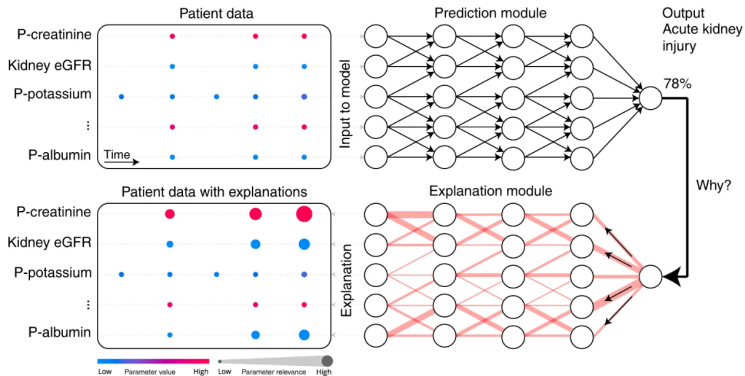 Patient data
Prediction module
Output
Acute kidney
injury
P-creatinine
Kidney eGFR
P-potassium
...
P-albumin
Time
Input to model
78%
Why?
Patient data with explanations
Explanation module
P-creatinine
Kidney eGFR
P-potassium
...
P-albumin
Explanation
Low Parameter value High
Low Parameter relevance High